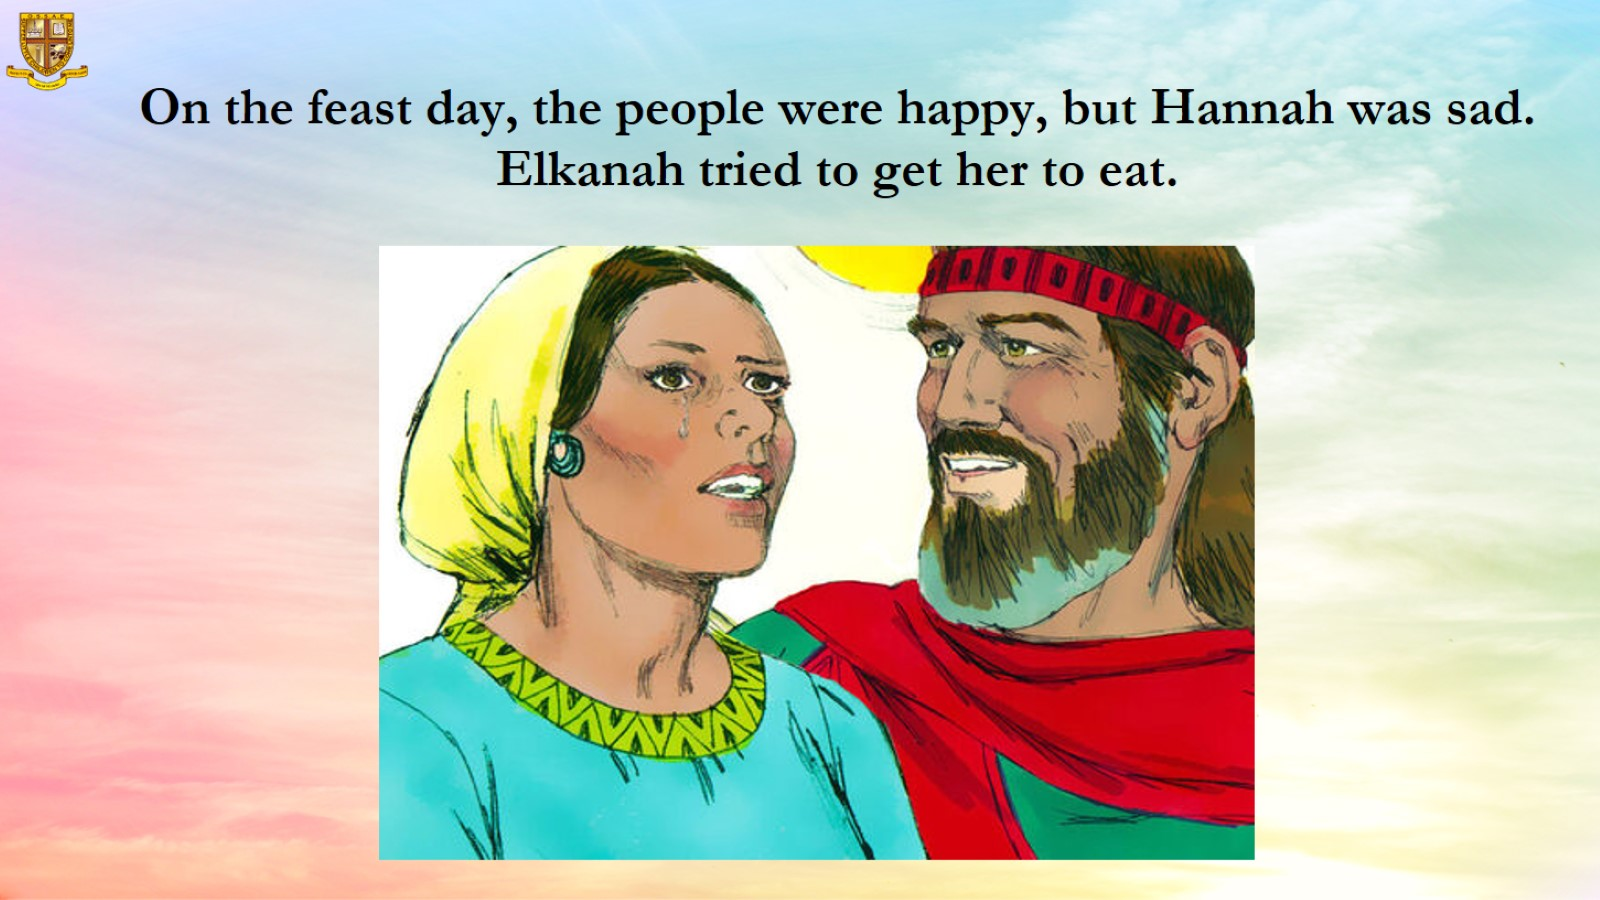 O.S.S.A.E
On the feast day, the people were happy, but Hannah was sad.
Elkanah tried to get her to eat.